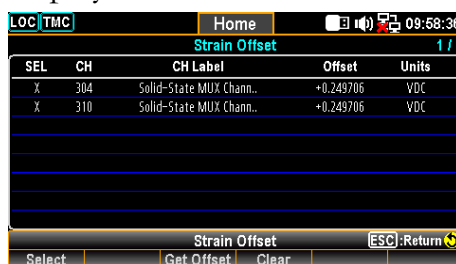 LOC TMC Home 09:58:3
Strain Offset 1 /
SEL CH CH Label Offset Units
X 304 Solid-State MUX Chann.. +0.249706 VDC
X 310 Solid-State MUX Chann.. +0.249706 VDC
Strain Offset ESC :Return
Select Get Offset Clear